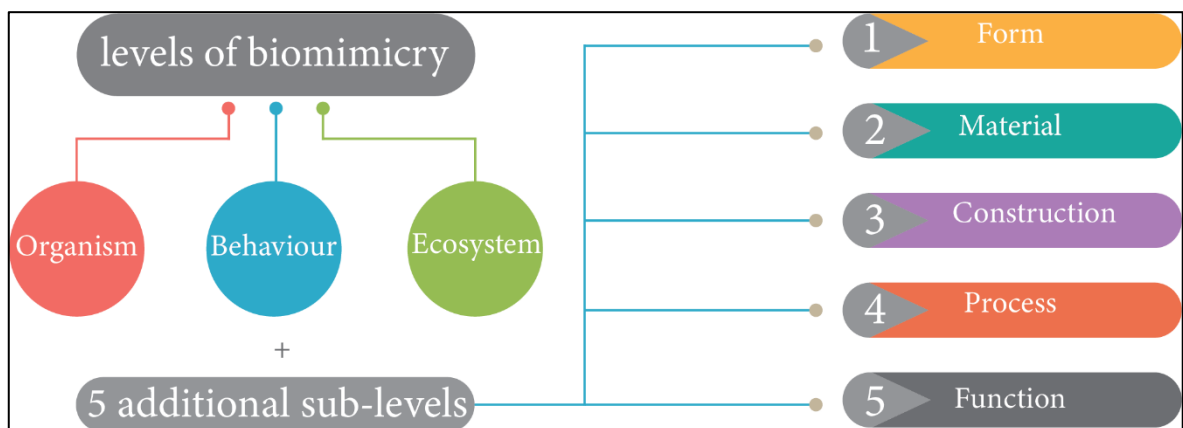 levels of biomimicry
Organism
Behaviour
Ecosystem
+
5 additional sub-levels
1 Form
2 Material
3 Construction
4 Process
5 Function